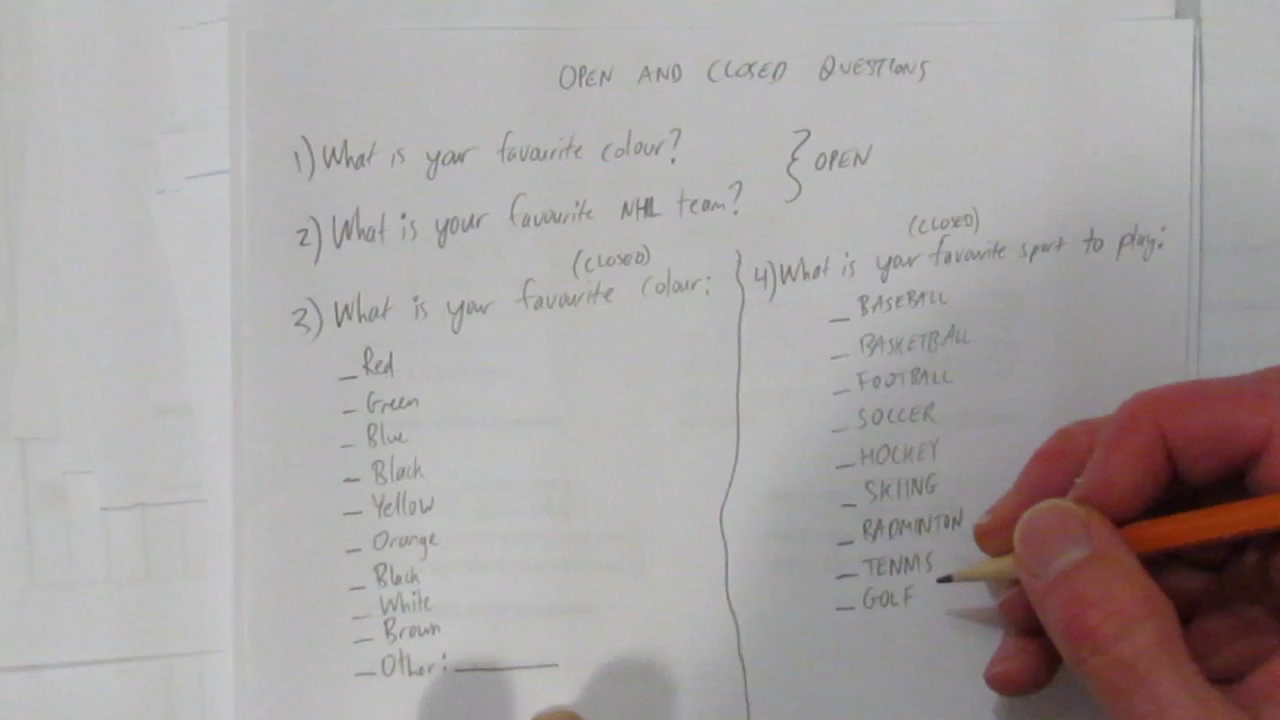 OPEN AND CLOSED QUESTIONS
1) What is your favourite colour?
2) What is your favourite NHL team?
} OPEN
(CLOSED)
3) What is your favourite colour:
_ Red
_ Green
_ Blue
_ Black
_ Yellow
_ Orange
_ Black
_ White
_ Brown
_ Other: ________
(CLOSED)
4) What is your favourite sport to play:
_ BASEBALL
_ BASKETBALL
_ FOOTBALL
_ SOCCER
_ HOCKEY
_ SKIING
_ BADMINTON
_ TENNIS
_ GOLF